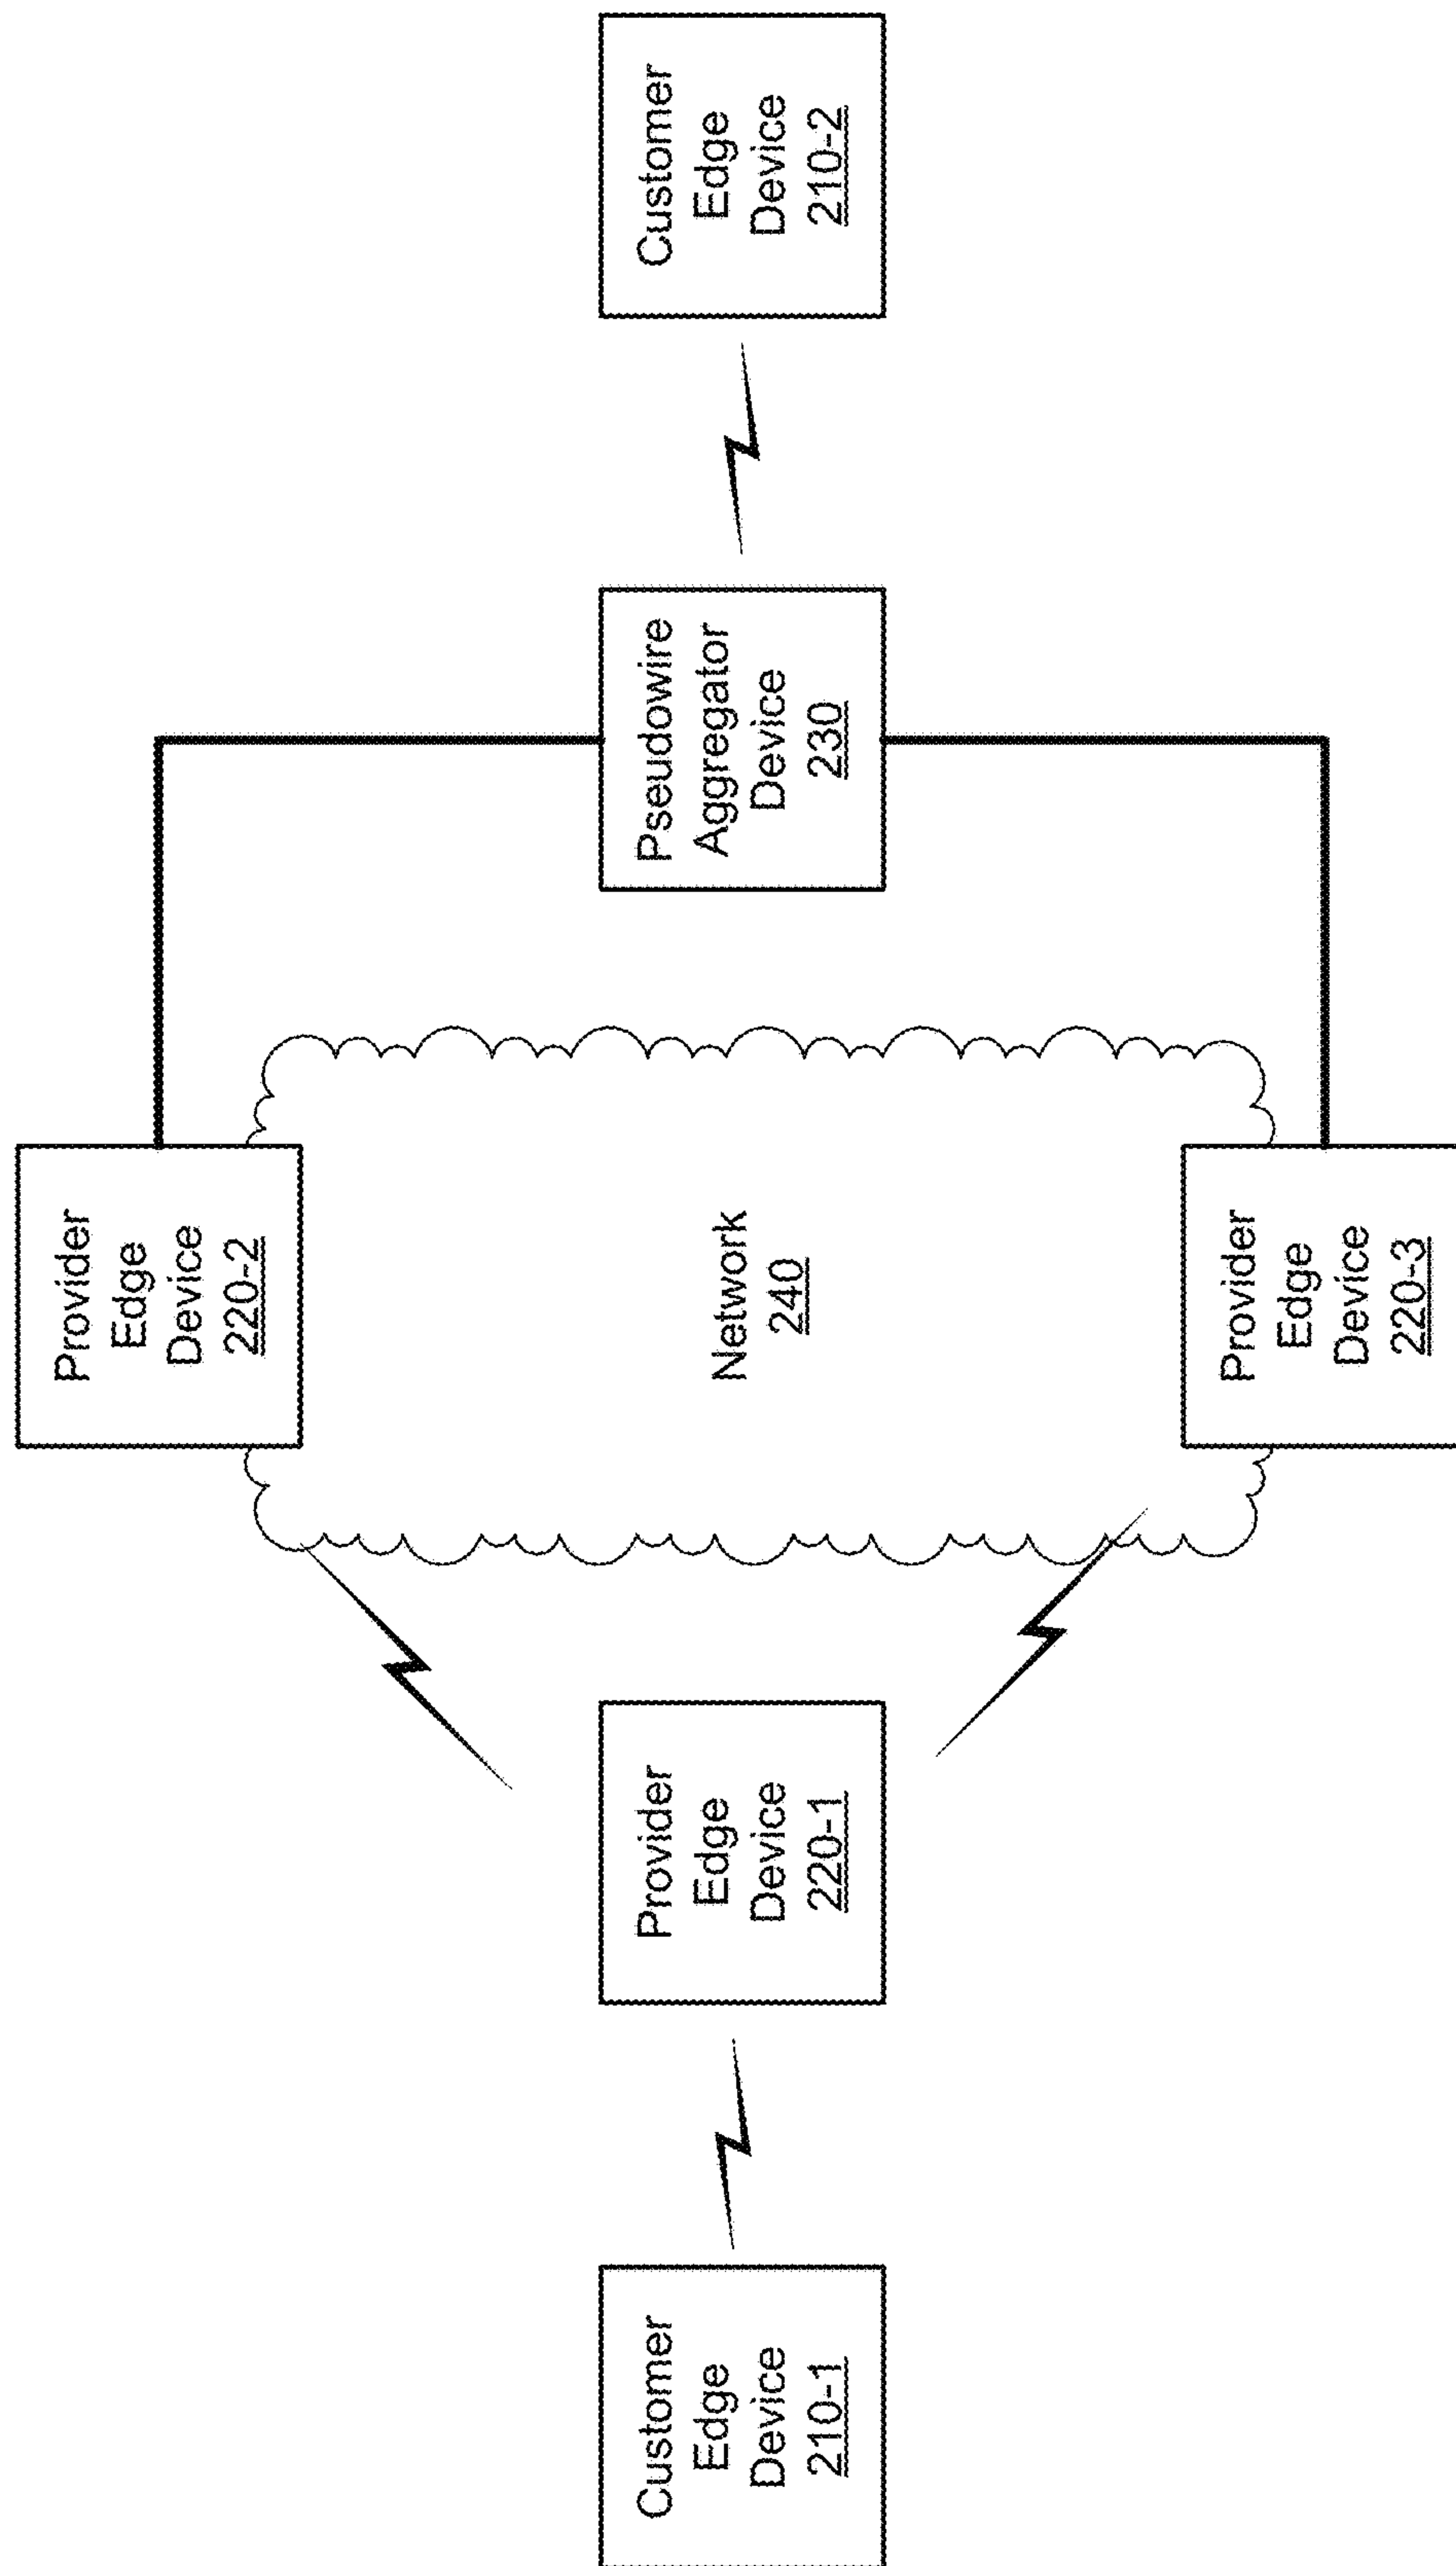 Customer
Edge
Device
210-1
Provider
Edge
Device
220-1
Provider
Edge
Device
220-2
Network
240
Provider
Edge
Device
220-3
Pseudowire
Aggregator
Device
230
Customer
Edge
Device
210-2